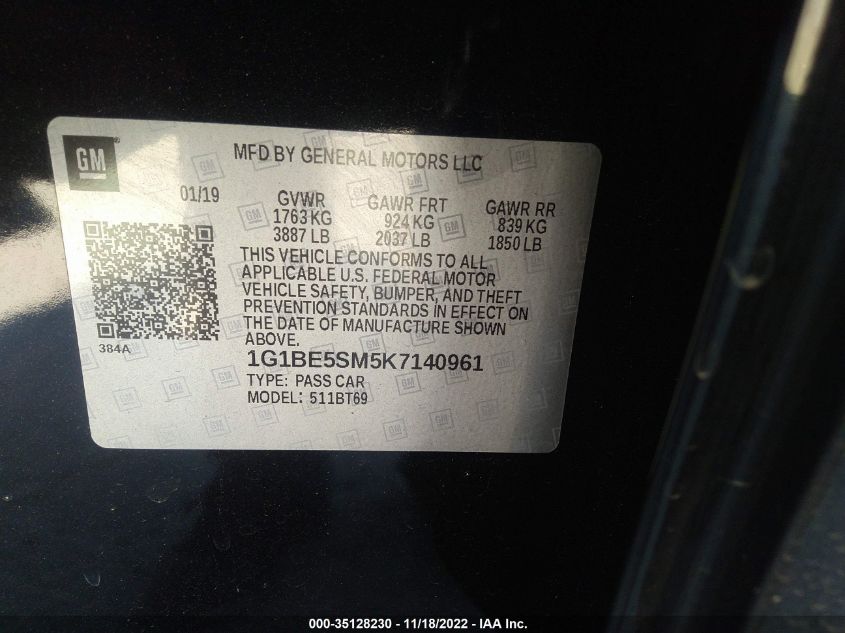 GM
MFD BY GENERAL MOTORS LLC
01/19
GVWR
1763 KG
3887 LB
GAWR FRT
924 KG
2037 LB
GAWR RR
839 KG
1850 LB
THIS VEHICLE CONFORMS TO ALL
APPLICABLE U.S. FEDERAL MOTOR
VEHICLE SAFETY, BUMPER, AND THEFT
PREVENTION STANDARDS IN EFFECT ON
THE DATE OF MANUFACTURE SHOWN
ABOVE.
384A
1G1BE5SM5K7140961
TYPE: PASS CAR
MODEL: 511BT69
000-35128230 - 11/18/2022 - IAA Inc.